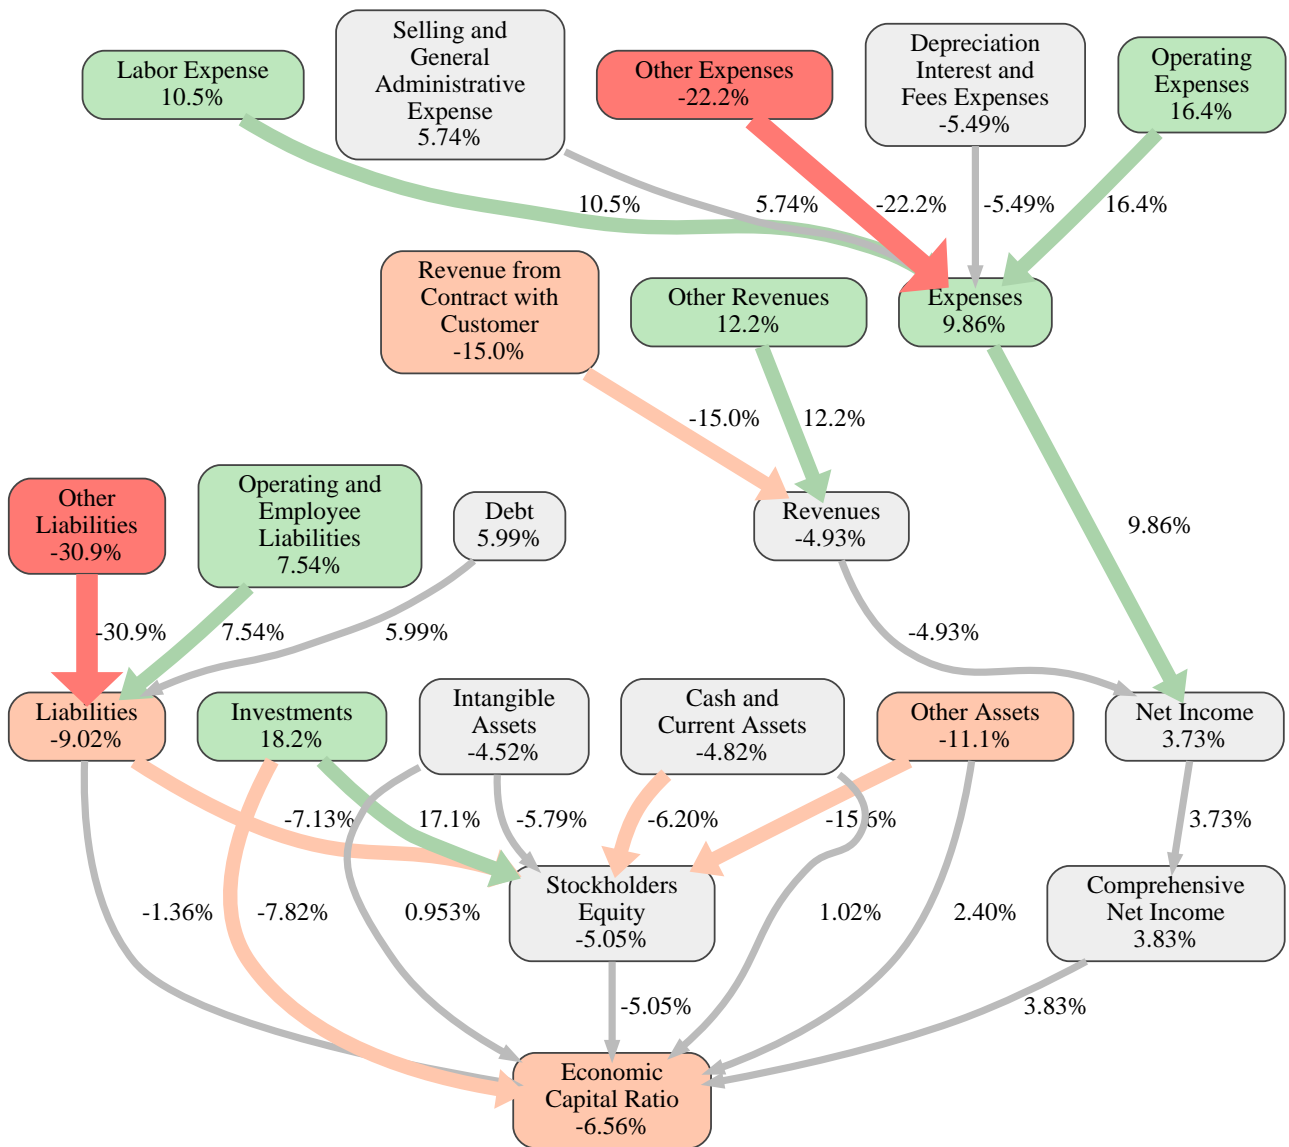 Labor Expense
10.5%
Selling and
General
Administrative
Expense
5.74%
Other Expenses
-22.2%
Depreciation
Interest and
Fees Expenses
-5.49%
Operating
Expenses
16.4%
10.5%
5.74%
-22.2%
-5.49%
16.4%
Revenue from
Contract with
Customer
-15.0%
Other Revenues
12.2%
Expenses
9.86%
-15.0%
12.2%
9.86%
Other
Liabilities
-30.9%
Operating and
Employee
Liabilities
7.54%
Debt
5.99%
Revenues
-4.93%
-30.9%
7.54%
5.99%
-4.93%
Liabilities
-9.02%
Investments
18.2%
Intangible
Assets
-4.52%
Cash and
Current Assets
-4.82%
Other Assets
-11.1%
Net Income
3.73%
-7.13%
17.1%
-5.79%
-6.20%
-15.6%
3.73%
Stockholders
Equity
-5.05%
Comprehensive
Net Income
3.83%
-1.36%
-7.82%
0.953%
1.02%
2.40%
-5.05%
3.83%
Economic
Capital Ratio
-6.56%